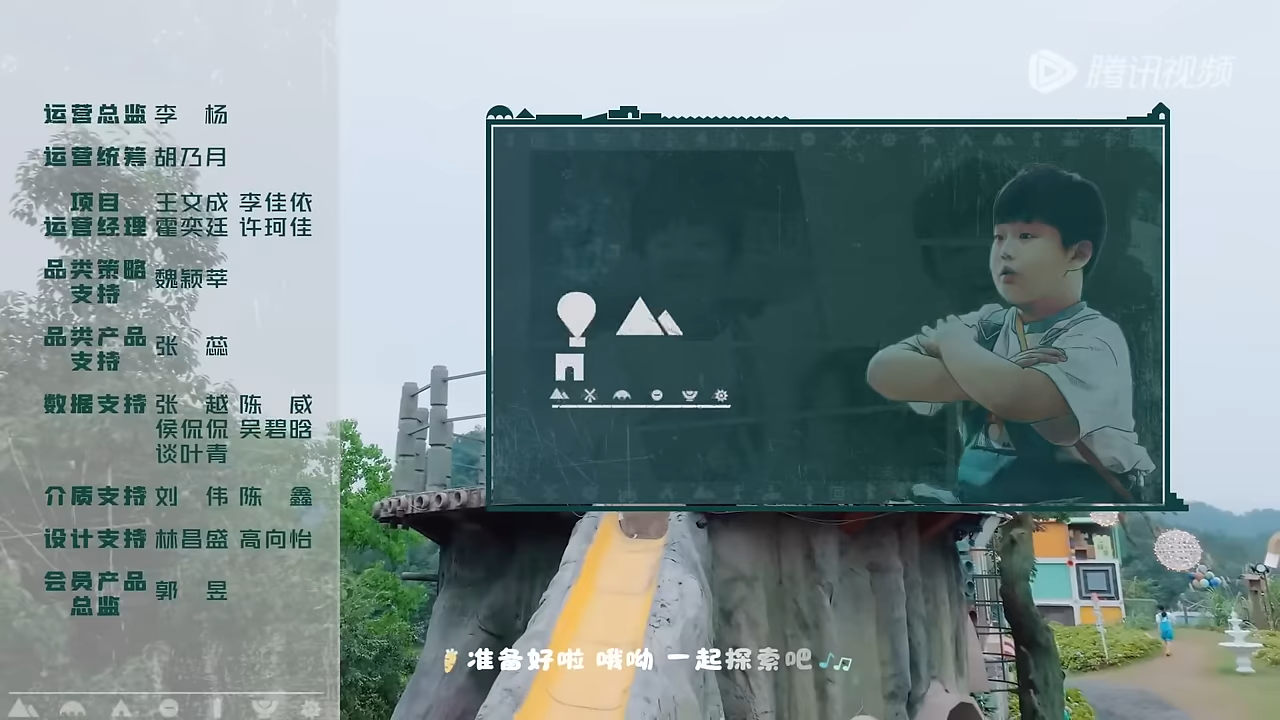 腾讯视频
运营总监 李 杨
运营统筹 胡乃月
项目 王文成 李佳依
运营经理 霍奕廷 许珂佳
品类策略
支持 魏颖莘
品类产品
支持 张 蕊
数据支持 张 越 陈 威
侯侃侃 吴碧晗
谈叶青
介质支持 刘 伟 陈 鑫
设计支持 林昌盛 高向怡
会员产品
总监 郭 昱
准备好啦 哦呦 一起探索吧